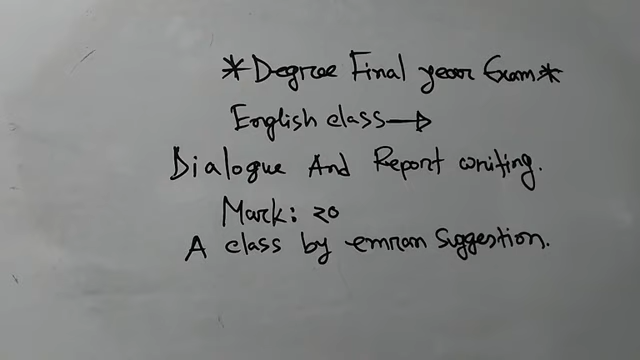 *Degree Final year Exam*
English class→
Dialogue And Report writing.
Mark: 20
A class by emran Suggestion.